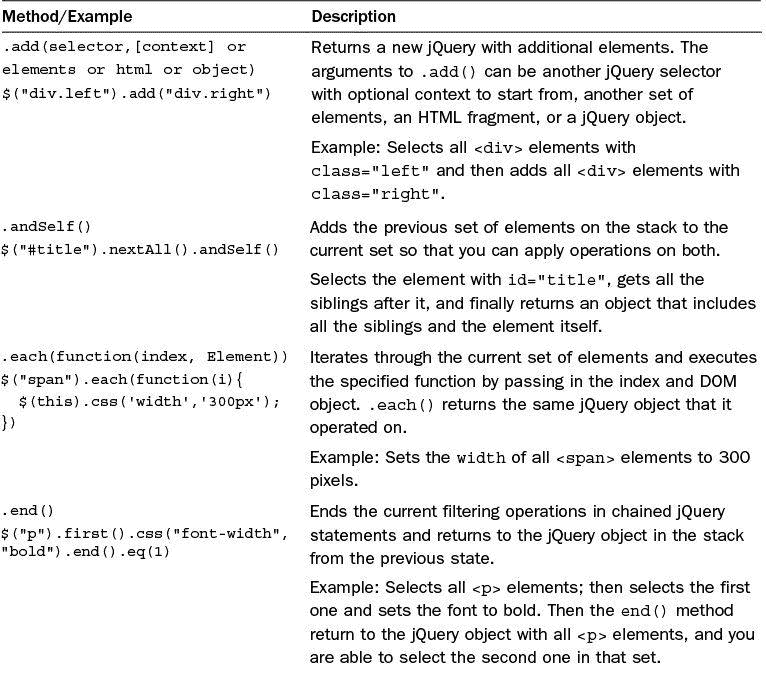 Method/Example Description
.add(selector,[context] or
elements or html or object)
$("div.left").add("div.right")
Returns a new jQuery with additional elements. The
arguments to .add() can be another jQuery selector
with optional context to start from, another set of
elements, an HTML fragment, or a jQuery object.
Example: Selects all <div> elements with
class="left" and then adds all <div> elements with
class="right".
.andSelf()
$("#title").nextAll().andSelf()
Adds the previous set of elements on the stack to the
current set so that you can apply operations on both.
Selects the element with id="title", gets all the
siblings after it, and finally returns an object that includes
all the siblings and the element itself.
.each(function(index, Element))
$("span").each(function(i){
$(this).css('width','300px');
})
Iterates through the current set of elements and executes
the specified function by passing in the index and DOM
object. .each() returns the same jQuery object that it
operated on.
Example: Sets the width of all <span> elements to 300
pixels.
.end()
$("p").first().css("font-width",
"bold").end().eq(1)
Ends the current filtering operations in chained jQuery
statements and returns to the jQuery object in the stack
from the previous state.
Example: Selects all <p> elements; then selects the first
one and sets the font to bold. Then the end() method
return to the jQuery object with all <p> elements, and you
are able to select the second one in that set.